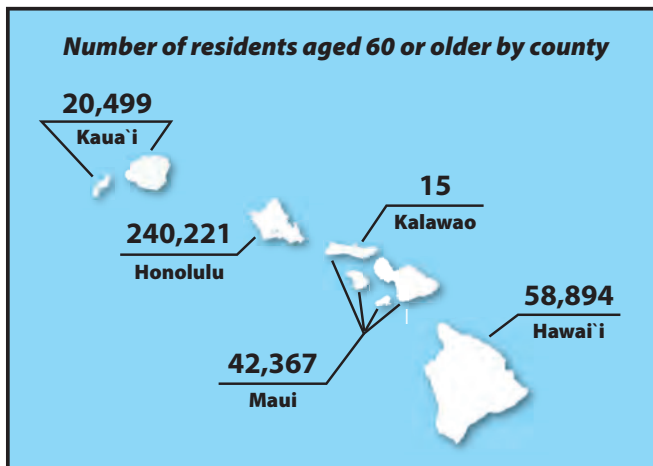 Number of residents aged 60 or older by county
20,499
Kaua`i
15
Kalawao
240,221
Honolulu
58,894
Hawai`i
42,367
Maui